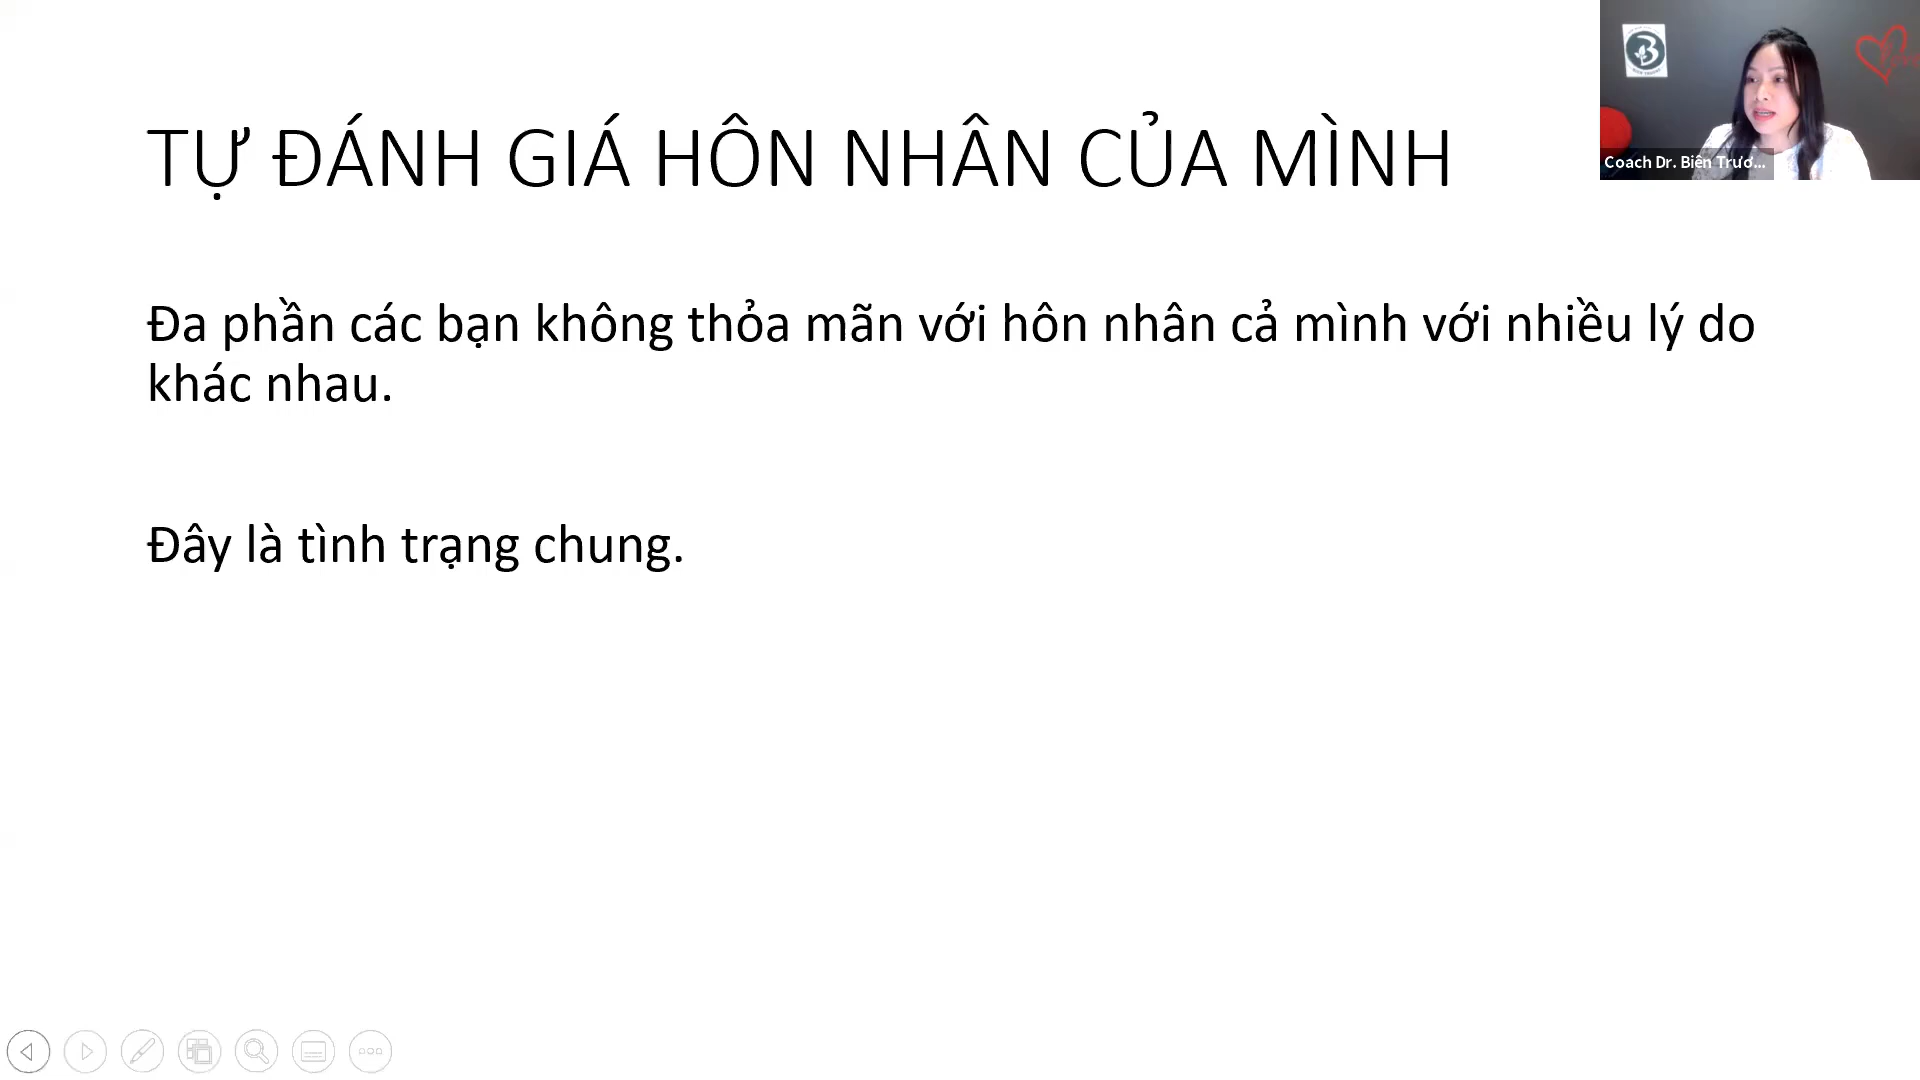 TỰ ĐÁNH GIÁ HÔN NHÂN CỦA MÌNH
Coach Dr. Biên Trươ...
Đa phần các bạn không thỏa mãn với hôn nhân cả mình với nhiều lý do
khác nhau.
Đây là tình trạng chung.